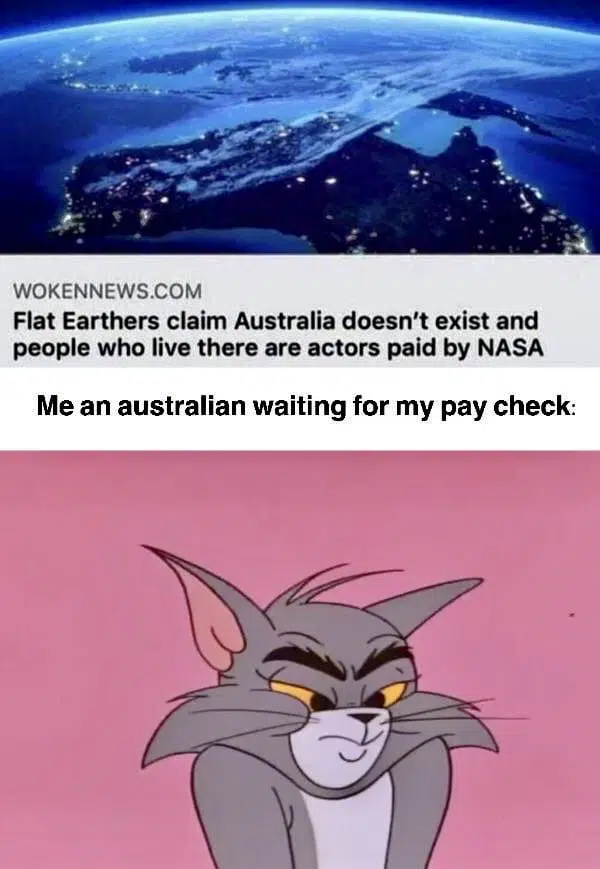 WOKENNEWS.COM
Flat Earthers claim Australia doesn't exist and
people who live there are actors paid by NASA
Me an australian waiting for my pay check: